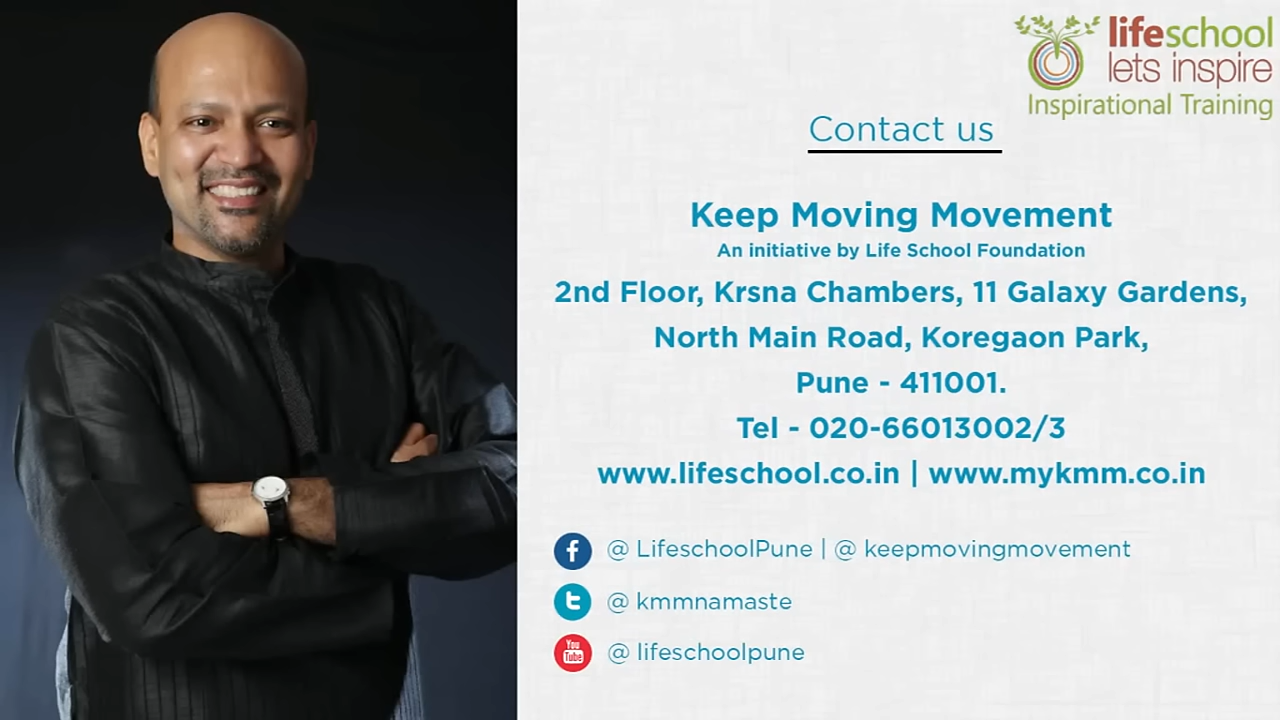 lifeschool
lets inspire
Inspirational Training
Contact us
Keep Moving Movement
An initiative by Life School Foundation
2nd Floor, Krsna Chambers, 11 Galaxy Gardens,
North Main Road, Koregaon Park,
Pune - 411001.
Tel - 020-66013002/3
www.lifeschool.co.in | www.mykmm.co.in
@ LifeschoolPune | @ keepmovingmovement
@ kmmnamaste
You
Tube
@ lifeschoolpune